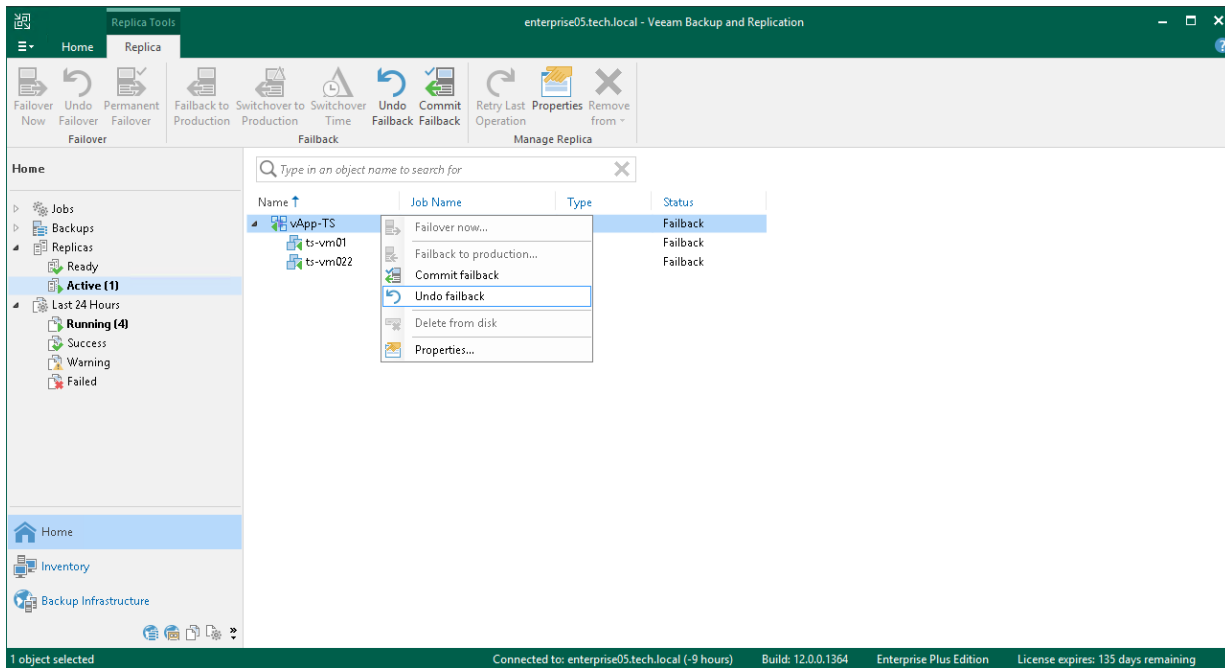 Replica Tools
enterprise05.tech.local - Veeam Backup and Replication
Home Replica
Failover Now
Undo Failover
Permanent Failover
Failover
Failback to Production
Switchover to Production
Switchover Time
Undo Failback
Commit Failback
Failback
Retry Last Operation
Properties
Remove from
Manage Replica
Home
Jobs
Backups
Replicas
Ready
Active (1)
Last 24 Hours
Running (4)
Success
Warning
Failed
Home
Inventory
Backup Infrastructure
Type in an object name to search for
Name Job Name Type Status
vApp-TS Failback
ts-vm01 Failback
ts-vm022 Failback
Failover now...
Failback to production...
Commit failback
Undo failback
Delete from disk
Properties...
1 object selected
Connected to: enterprise05.tech.local (-9 hours) Build: 12.0.0.1364 Enterprise Plus Edition License expires: 135 days remaining